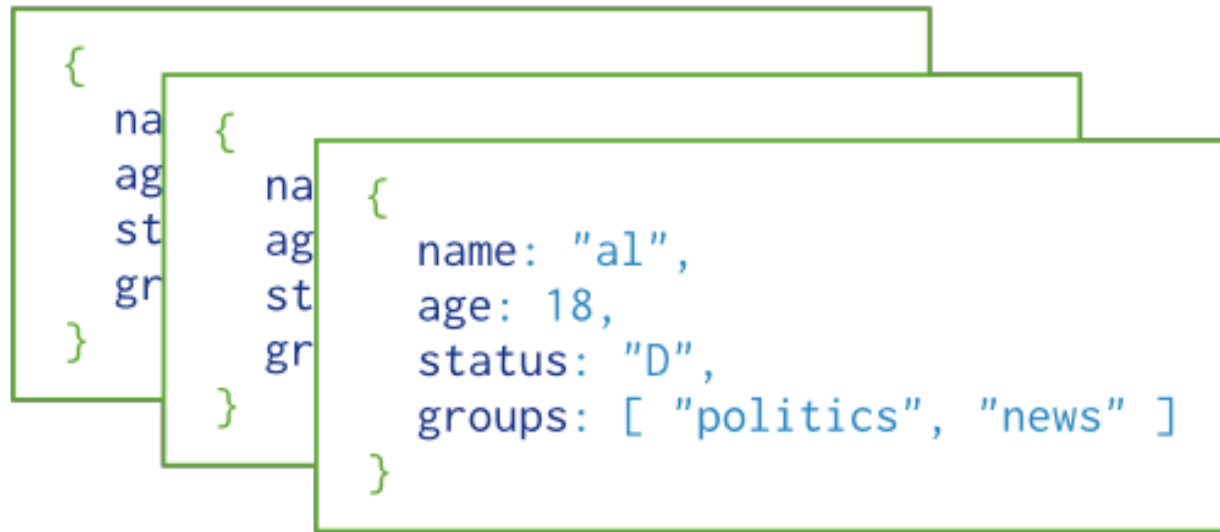 {
na
ag
st
gr
}
{
na
ag
st
gr
}
{
name: "al",
age: 18,
status: "D",
groups: [ "politics", "news" ]
}